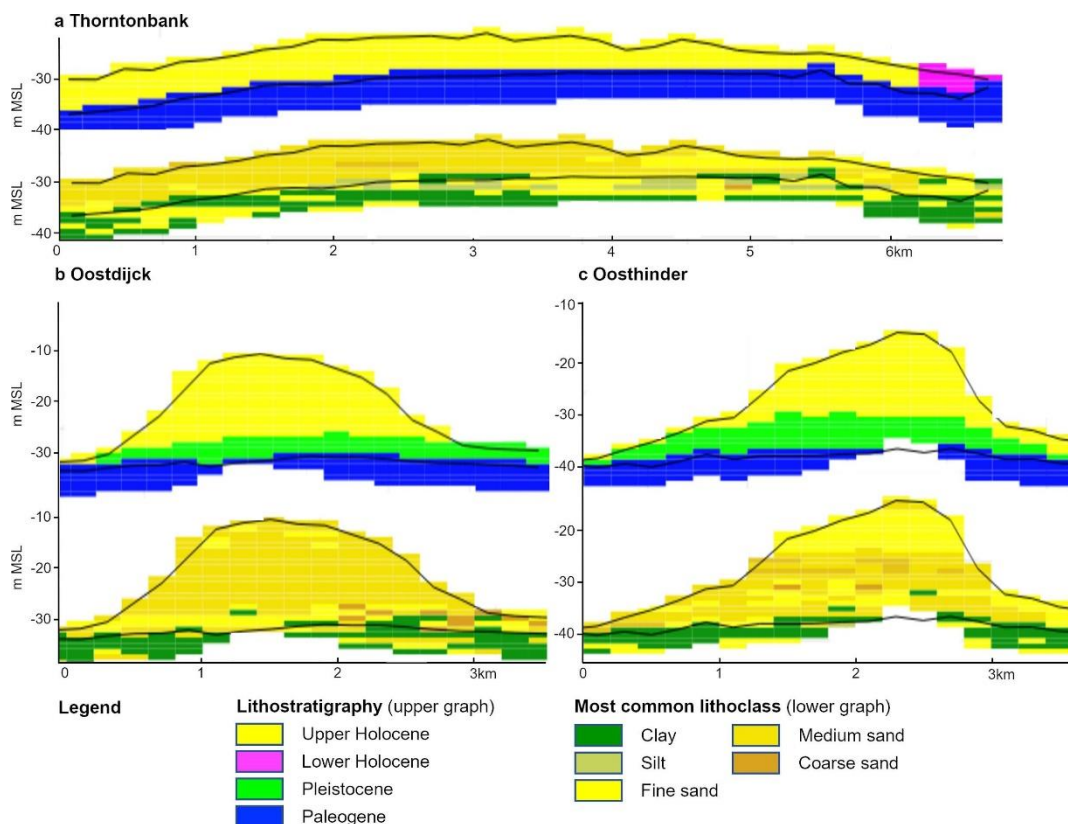 a Thorntonbank
m MSL
-30
-40
m MSL
-30
-40
0 1 2 3 4 5 6km
b Oostdijck
m MSL
-10
-20
-30
m MSL
-10
-20
-30
0 1 2 3km
c Oosthinder
-10
-20
-30
-40
-20
-30
-40
0 1 2 3km
Legend
Lithostratigraphy (upper graph)
Upper Holocene
Lower Holocene
Pleistocene
Paleogene
Most common lithoclass (lower graph)
Clay
Silt
Fine sand
Medium sand
Coarse sand